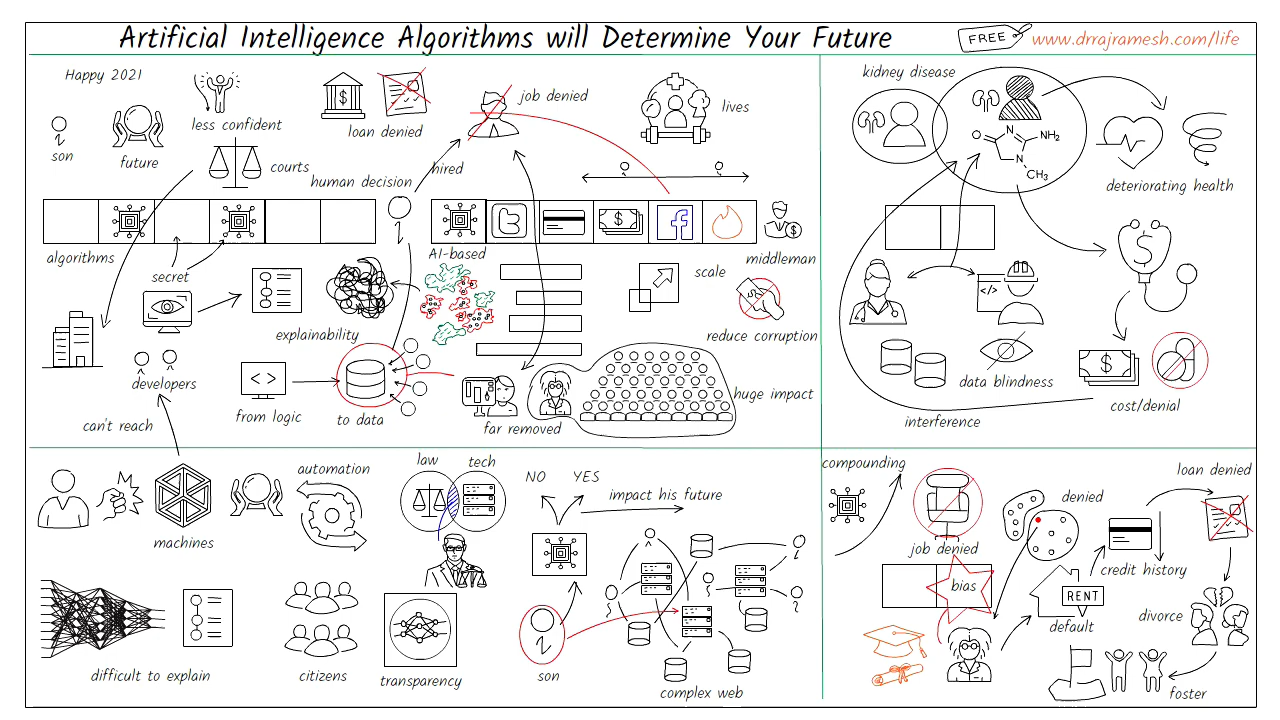 Artificial Intelligence Algorithms will Determine Your Future
FREE
www.drrajramesh.com/life
Happy 2021
son
future
less confident
courts
loan denied
job denied
lives
human decision
hired
algorithms
secret
AI-based
middleman
scale
reduce corruption
explainability
developers
can't reach
from logic
to data
far removed
huge impact
kidney disease
O
N
NH₂
N
CH₃
deteriorating health
</>
data blindness
cost/denial
interference
machines
automation
law
tech
difficult to explain
citizens
transparency
NO
YES
impact his future
son
complex web
compounding
job denied
bias
denied
credit history
RENT
default
loan denied
divorce
foster